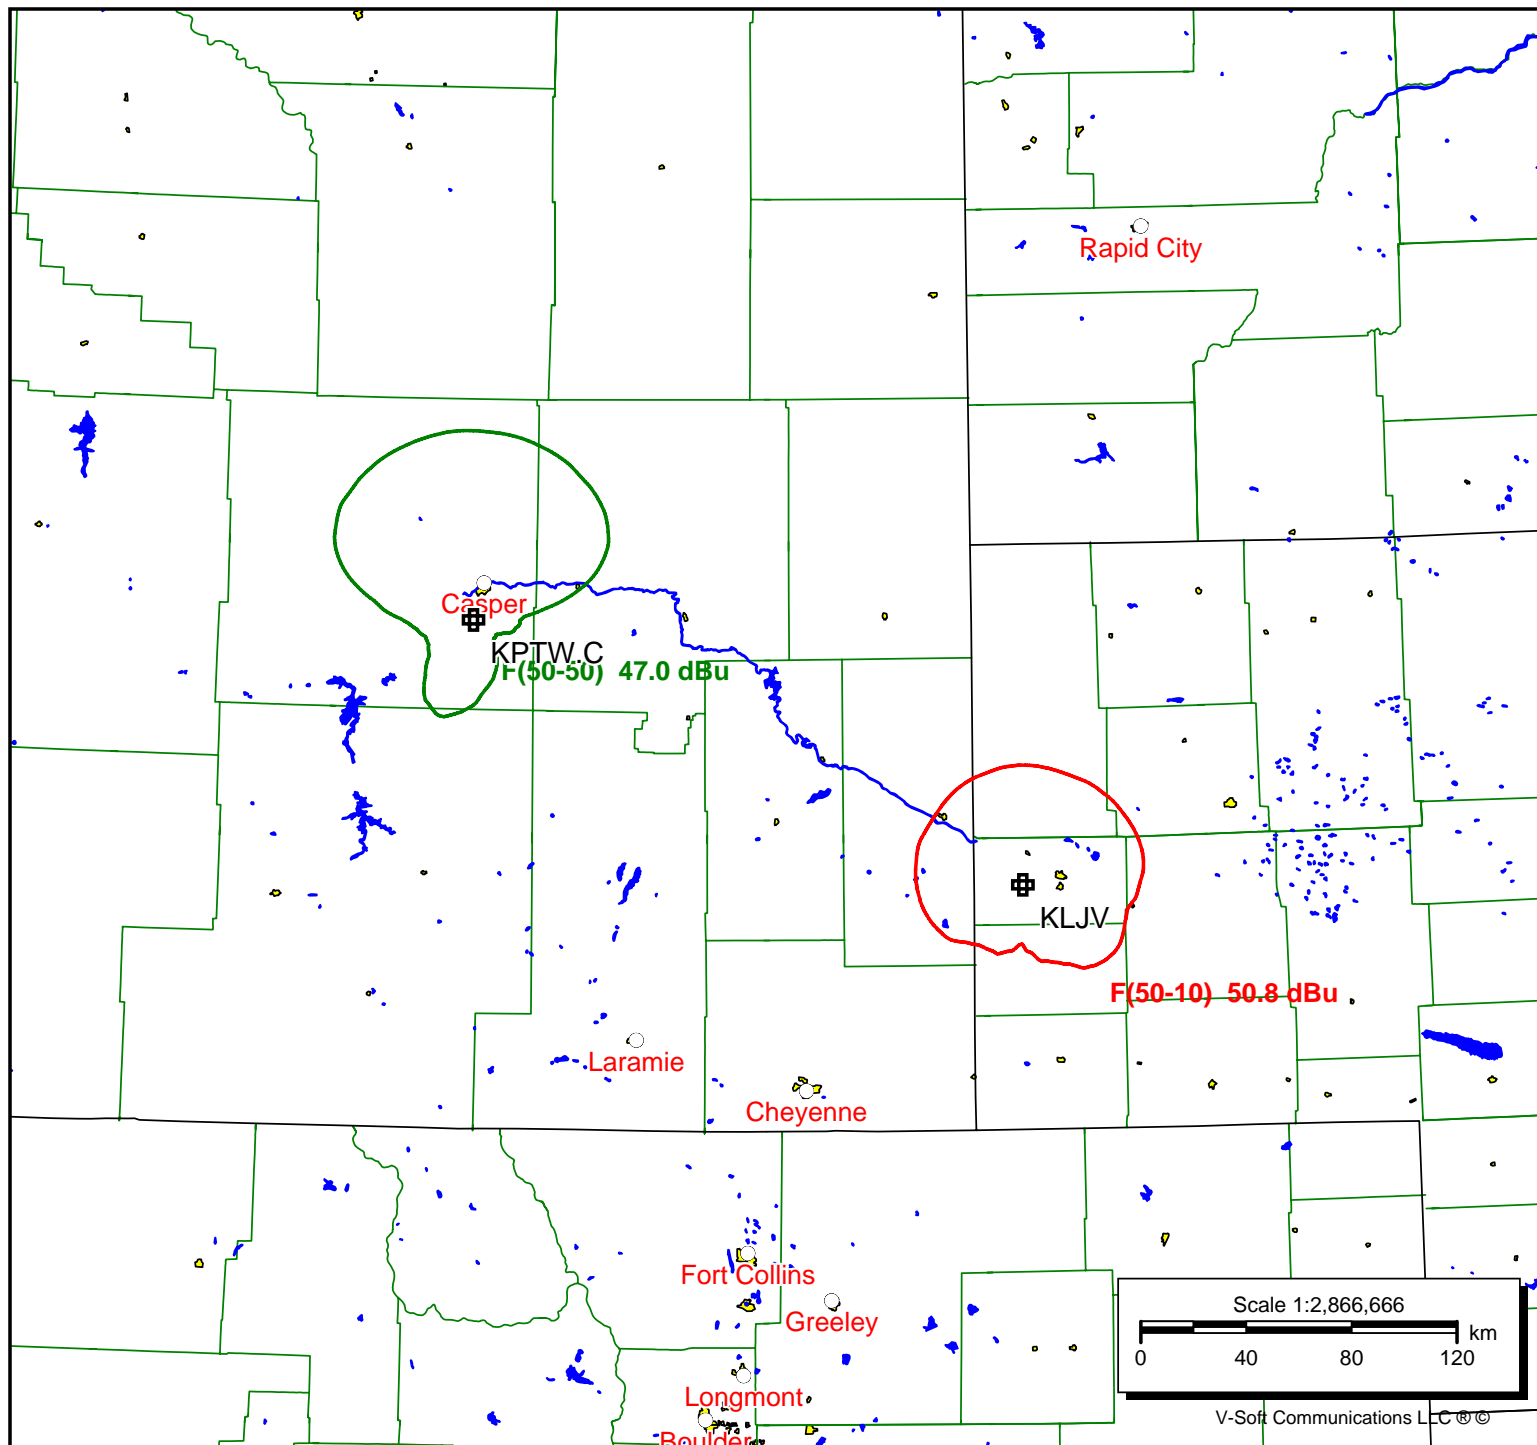 Rapid City
Casper
KPTW.C
F(50-50) 47.0 dBu
KLJV
F(50-10) 50.8 dBu
Laramie
Cheyenne
Fort Collins
Greeley
Longmont
Boulder
Scale 1:2,866,666
km
0 40 80 120
V-Soft Communications LLC ® ©